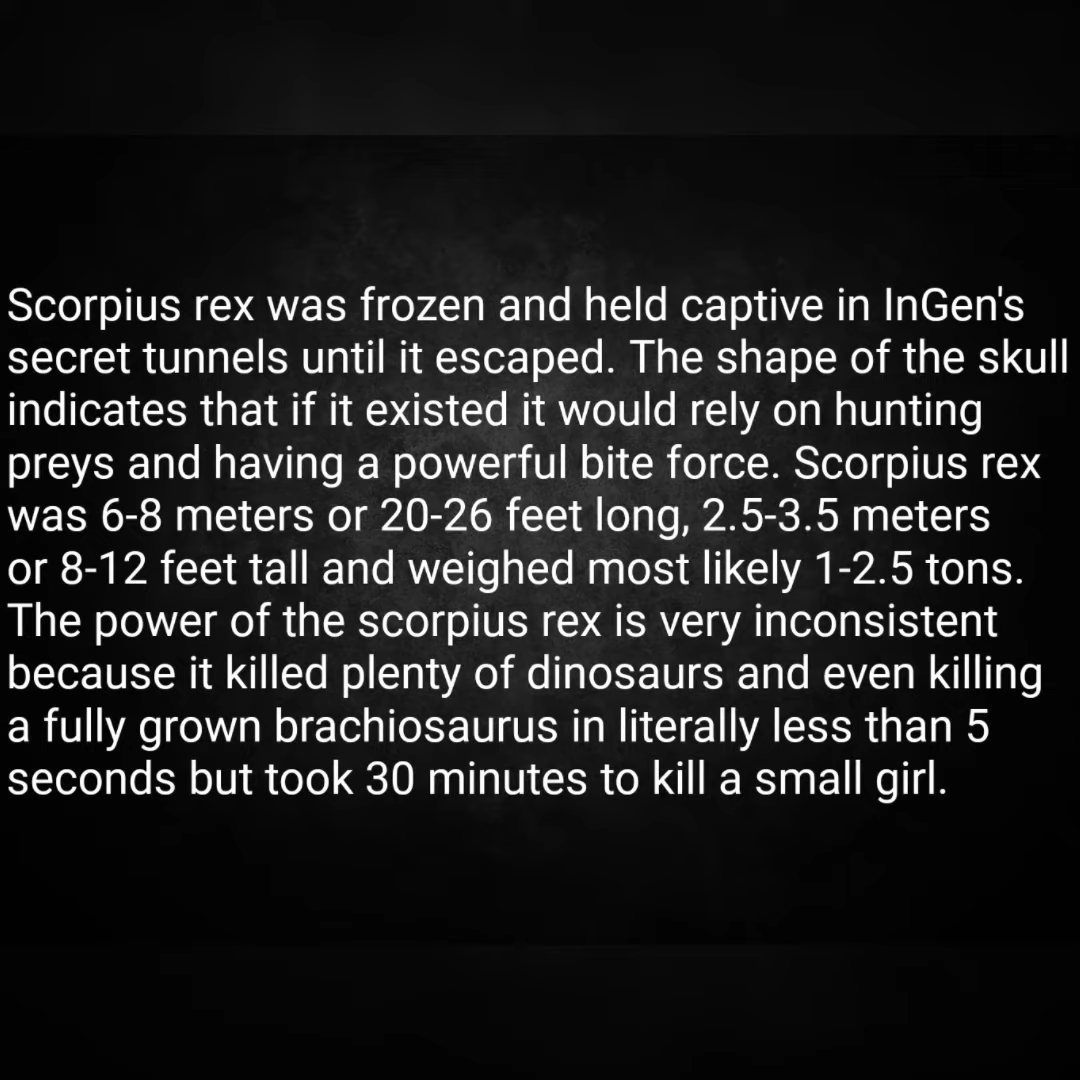 Scorpius rex was frozen and held captive in InGen's
secret tunnels until it escaped. The shape of the skull
indicates that if it existed it would rely on hunting
preys and having a powerful bite force. Scorpius rex
was 6-8 meters or 20-26 feet long, 2.5-3.5 meters
or 8-12 feet tall and weighed most likely 1-2.5 tons.
The power of the scorpius rex is very inconsistent
because it killed plenty of dinosaurs and even killing
a fully grown brachiosaurus in literally less than 5
seconds but took 30 minutes to kill a small girl.